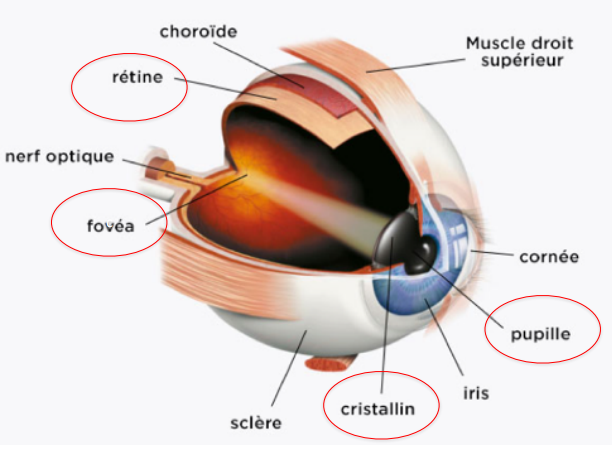 choroïde
Muscle droit
supérieur
rétine
nerf optique
fovéa
cornée
pupille
iris
cristallin
sclère